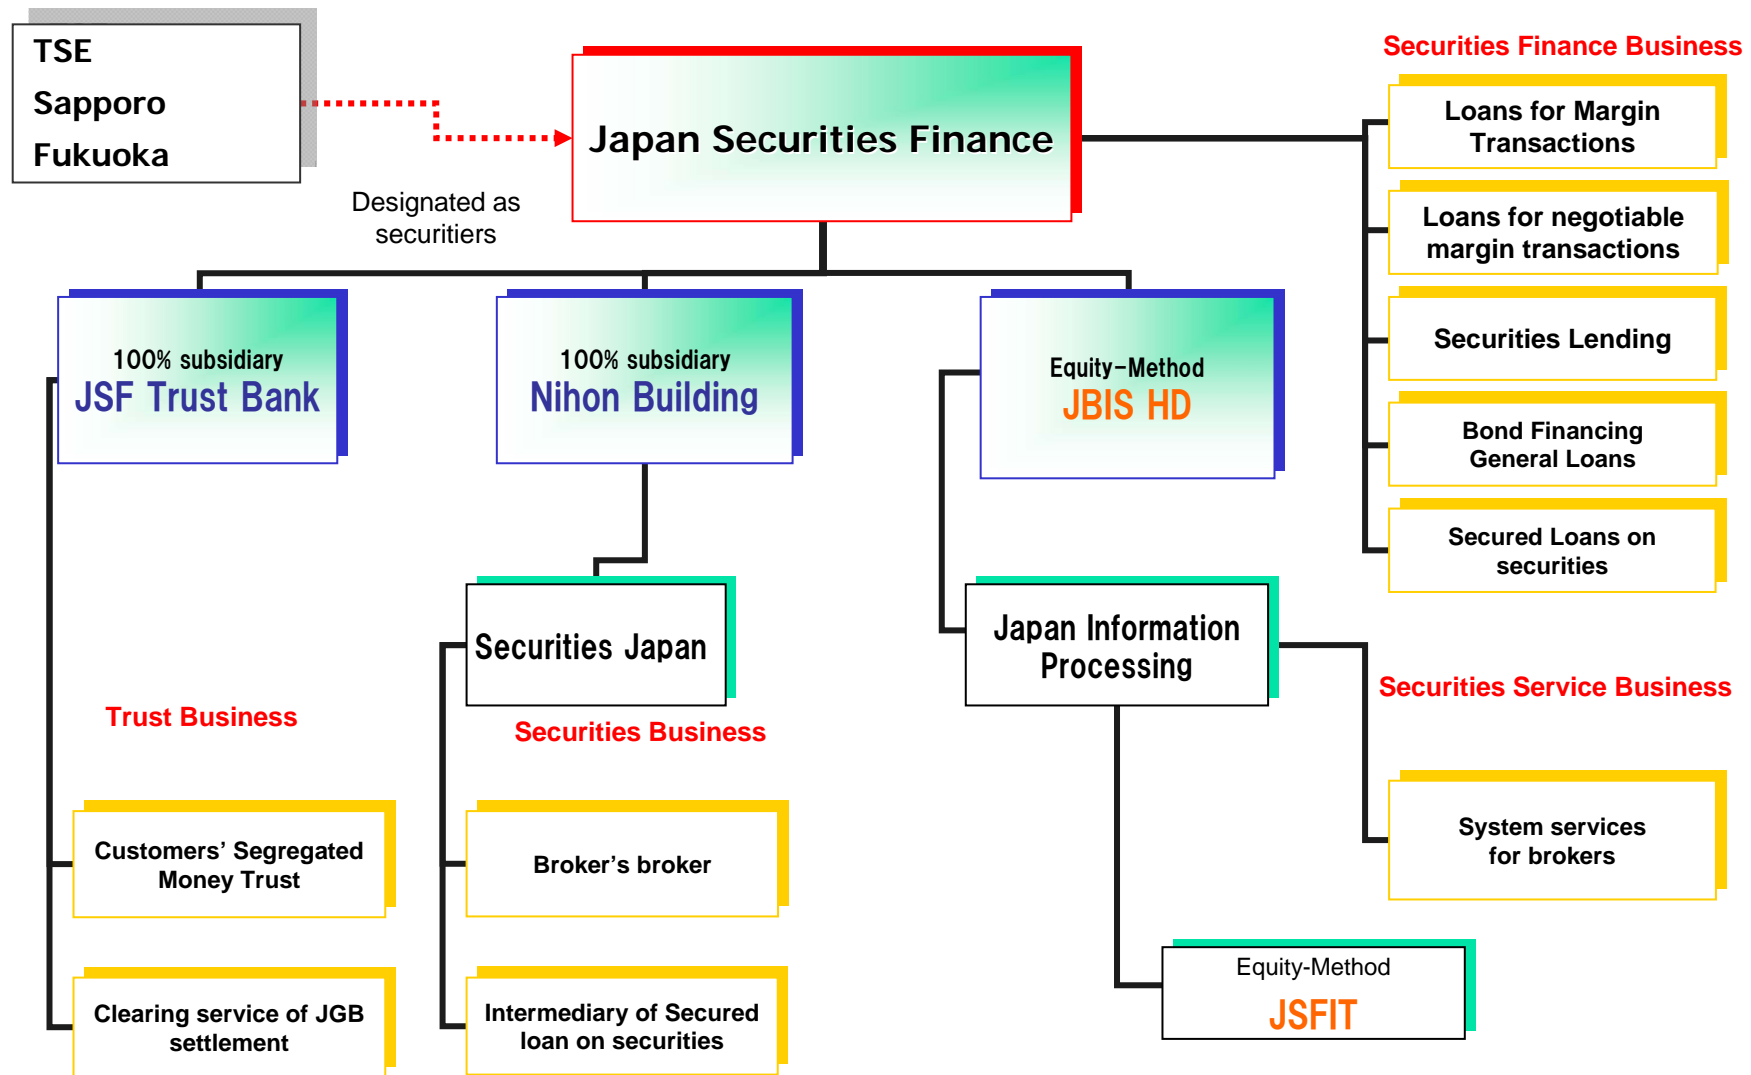 TSE
Sapporo
Fukuoka
Designated as
securitiers
Japan Securities Finance
Securities Finance Business
Loans for Margin
Transactions
Loans for negotiable
margin transactions
Securities Lending
Bond Financing
General Loans
Secured Loans on
securities
100% subsidiary
JSF Trust Bank
100% subsidiary
Nihon Building
Equity-Method
JBIS HD
Securities Japan
Japan Information
Processing
Trust Business
Securities Business
Securities Service Business
Customers’ Segregated
Money Trust
Clearing service of JGB
settlement
Broker’s broker
Intermediary of Secured
loan on securities
System services
for brokers
Equity-Method
JSFIT